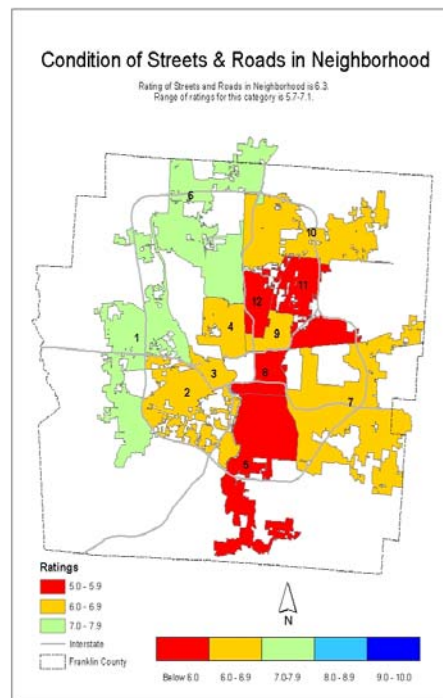 Condition of Streets & Roads in Neighborhood
Rating of Streets and Roads in Neighborhood is 6.3.
Range of ratings for this category is 5.7-7.1.
6
10
11
12
1
4
9
3
8
2
7
5
Ratings
5.0 - 5.9
6.0 - 6.9
7.0 - 7.9
Interstate
Franklin County
N
Below 6.0
6.0 - 6.9
7.0-7.9
8.0 - 8.9
9.0 - 10.0